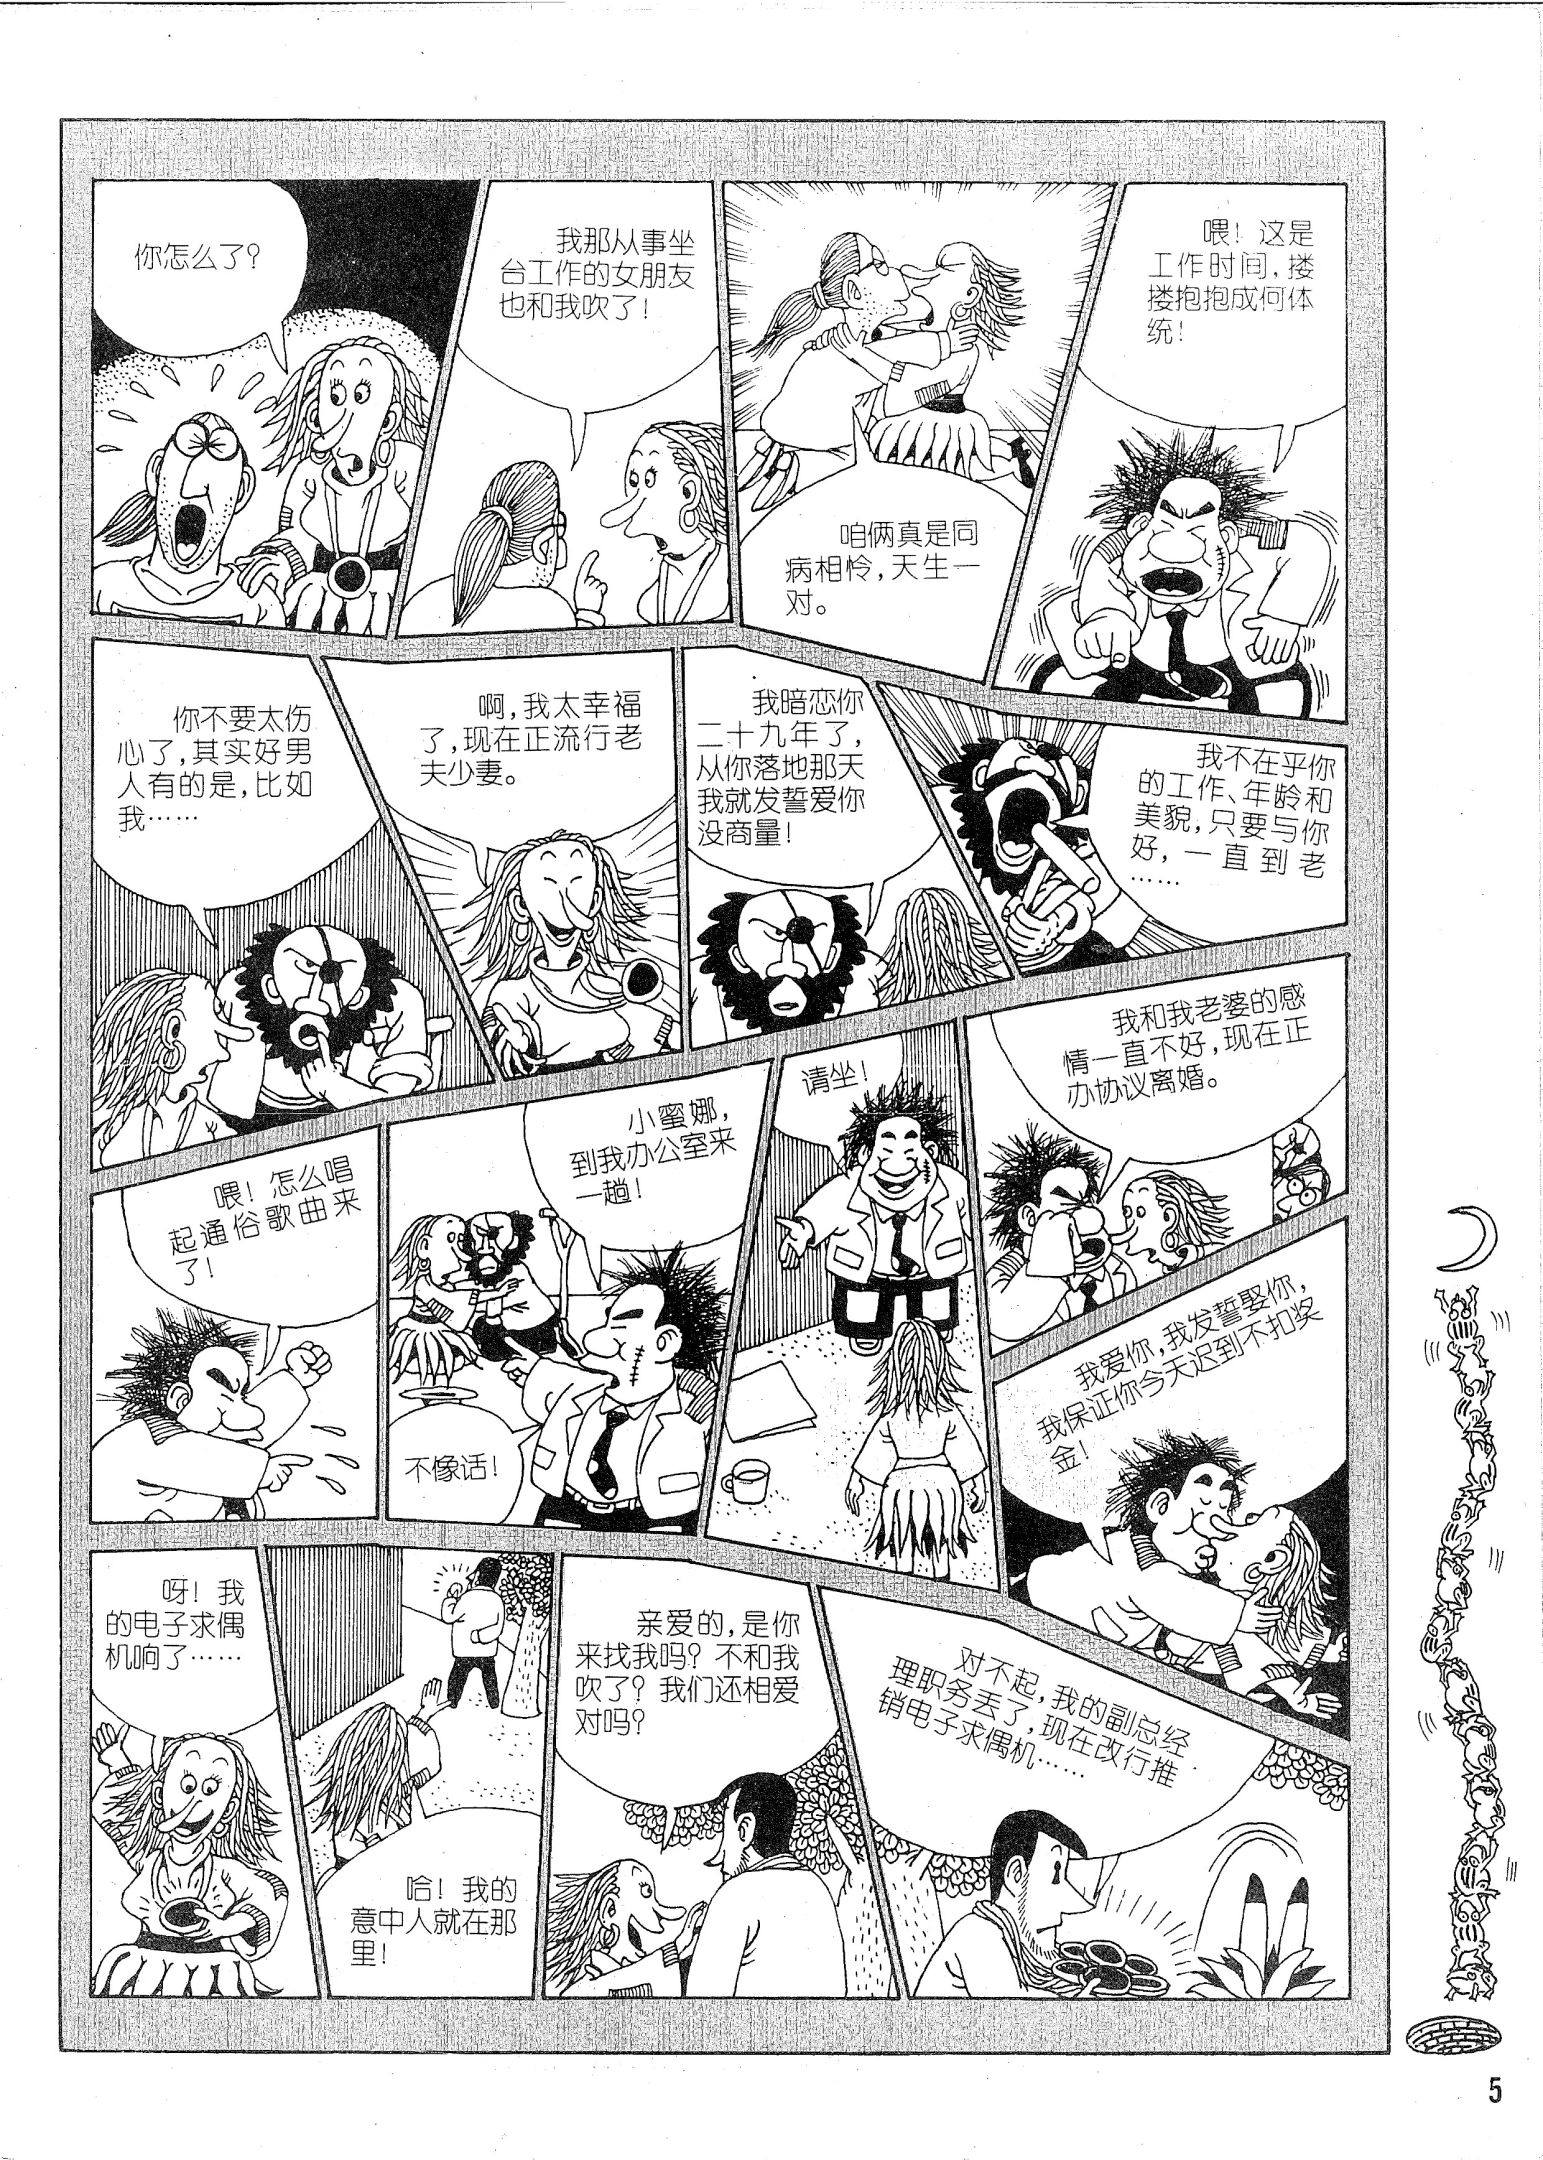 你怎么了？
我那从事坐
台工作的女朋友
也和我吹了！
咱俩真是同
病相怜，天生一
对。
喂！这是
工作时间，搂
搂抱抱成何体
统！
你不要太伤
心了，其实好男
人有的是，比如
我……
啊，我太幸福
了，现在正流行老
夫少妻。
我暗恋你
二十九年了，
从你落地那天
我就发誓爱你
没商量！
我不在乎你
的工作、年龄和
美貌，只要与你
好，一直到老
……
喂！怎么唱
起通俗歌曲来
了！
小蜜娜，
到我办公室来
一趟！
不像话！
请坐！
我和我老婆的感
情一直不好，现在正
办协议离婚。
我爱你，我发誓娶你，
我保证你今天迟到不扣奖
金！
呀！我
的电子求偶
机响了……
哈！我的
意中人就在那
里！
亲爱的，是你
来找我吗？不和我
吹了？我们还相爱
对吗？
对不起，我的副总经
理职务丢了，现在改行推
销电子求偶机……
5